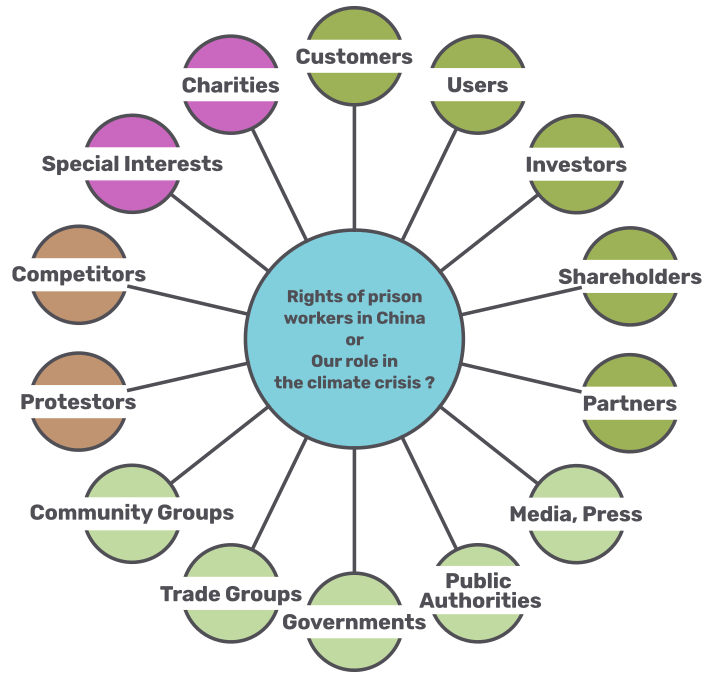 Customers
Users
Investors
Shareholders
Partners
Media, Press
Public
Authorities
Governments
Trade Groups
Community Groups
Protestors
Competitors
Special Interests
Charities
Rights of prison
workers in China
or
Our role in
the climate crisis ?